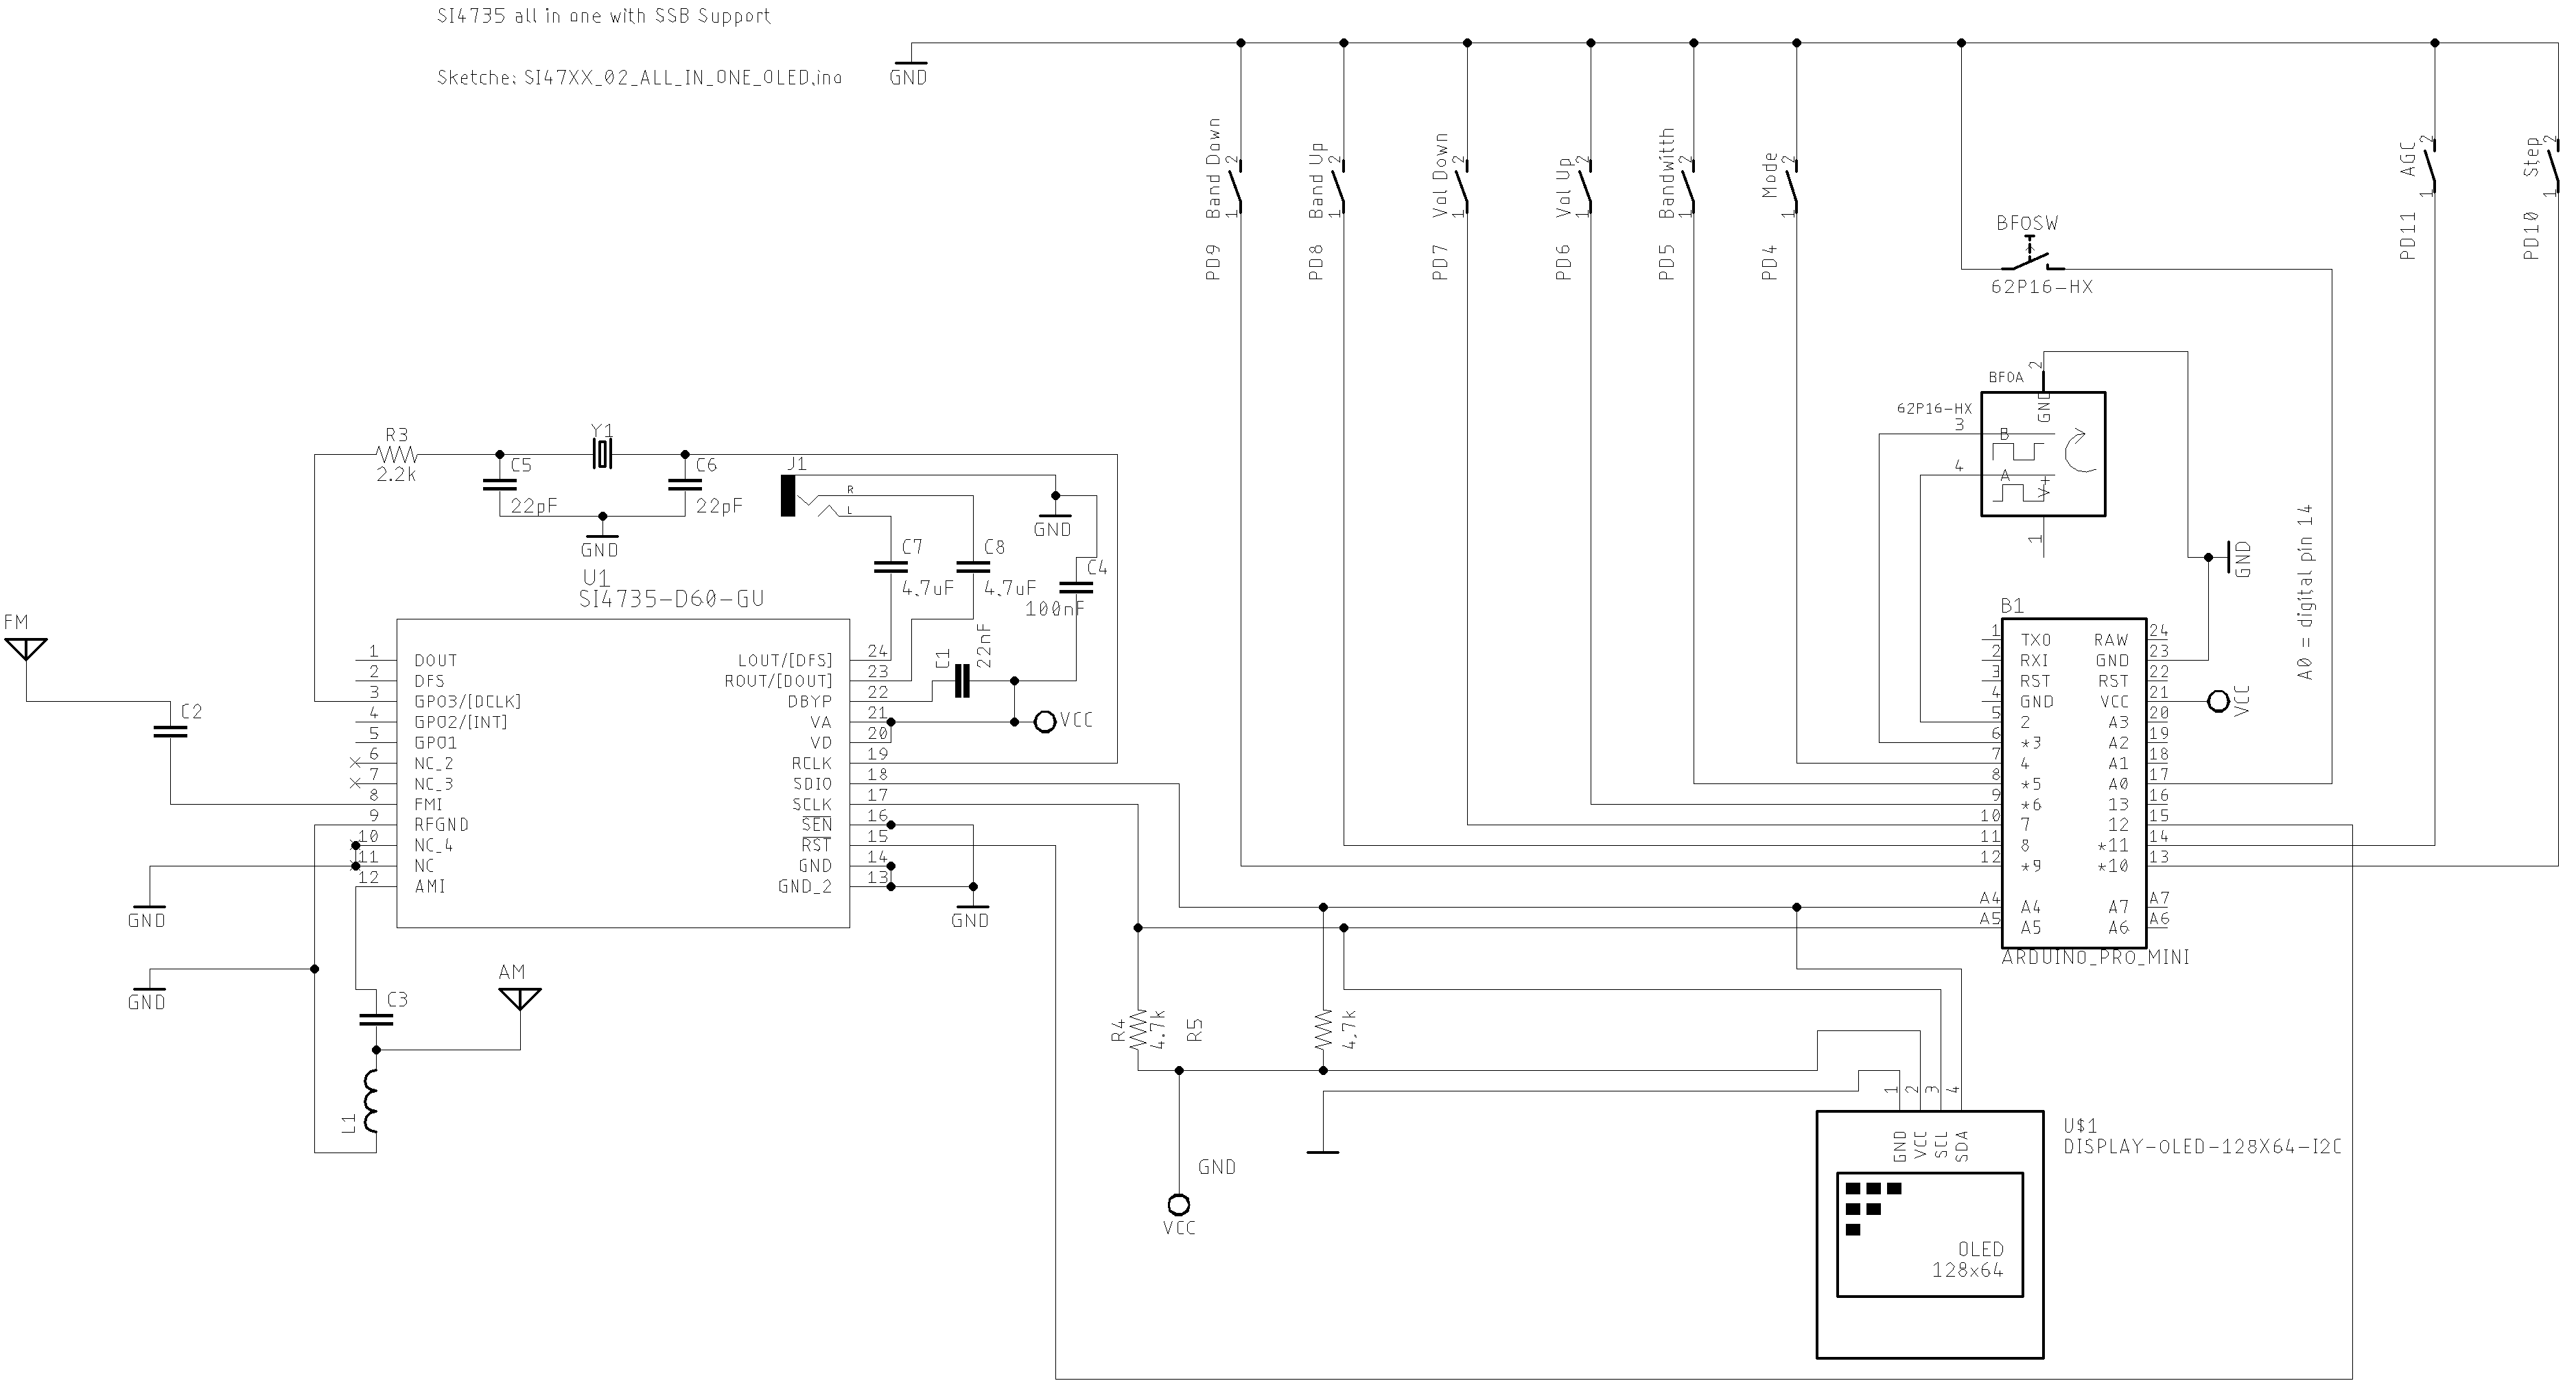 SI4735 all in one with SSB Support
Sketche: SI47XX_02_ALL_IN_ONE_OLED.ino
GND
Band Down
1 2
PD9
Band Up
1 2
PD8
Vol Down
1 2
PD7
Vol Up
1 2
PD6
Bandwitth
1 2
PD5
Mode
1 2
PD4
AGC
1 2
PD11
Step
1 2
PD10
BFOSW
62P16-HX
BFOA
62P16-HX
2
GND
3
B
4
A
V+
1
GND
A0 = digital pin 14
R3
2.2k
Y1
C5
22pF
C6
22pF
GND
J1
R
L
GND
C7
4.7uF
C8
4.7uF
C4
100nF
C1
22nF
VCC
U1
SI4735-D60-GU
1 DOUT
2 DFS
3 GPO3/[DCLK]
4 GPO2/[INT]
5 GPO1
6 NC_2
7 NC_3
8 FMI
9 RFGND
10 NC_4
11 NC
12 AMI
LOUT/[DFS] 24
ROUT/[DOUT] 23
DBYP 22
VA 21
VD 20
RCLK 19
SDIO 18
SCLK 17
SEN 16
RST 15
GND 14
GND_2 13
GND
FM
C2
GND
GND
C3
AM
L1
B1
1 TXO
2 RXI
3 RST
4 GND
5 2
6 *3
7 4
8 *5
9 *6
10 7
11 8
12 *9
A4 A4
A5 A5
RAW 24
GND 23
RST 22
VCC 21
A3 20
A2 19
A1 18
A0 17
13 16
12 15
*11 14
*10 13
A7 A7
A6 A6
VCC
ARDUINO_PRO_MINI
R4
4.7k
R5
4.7k
GND
VCC
1 2 3 4
GND
VCC
SCL
SDA
U$1
DISPLAY-OLED-128X64-I2C
OLED
128x64